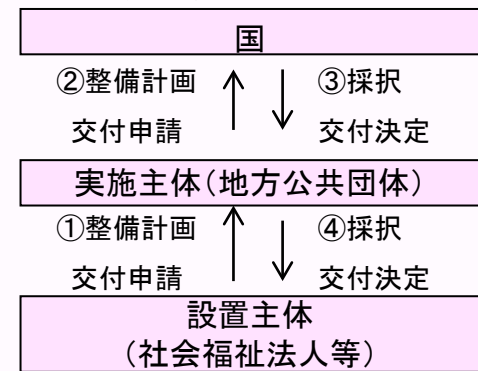 国
②整備計画 ③採択
交付申請 交付決定
実施主体（地方公共団体）
①整備計画 ④採択
交付申請 交付決定
設置主体
（社会福祉法人等）